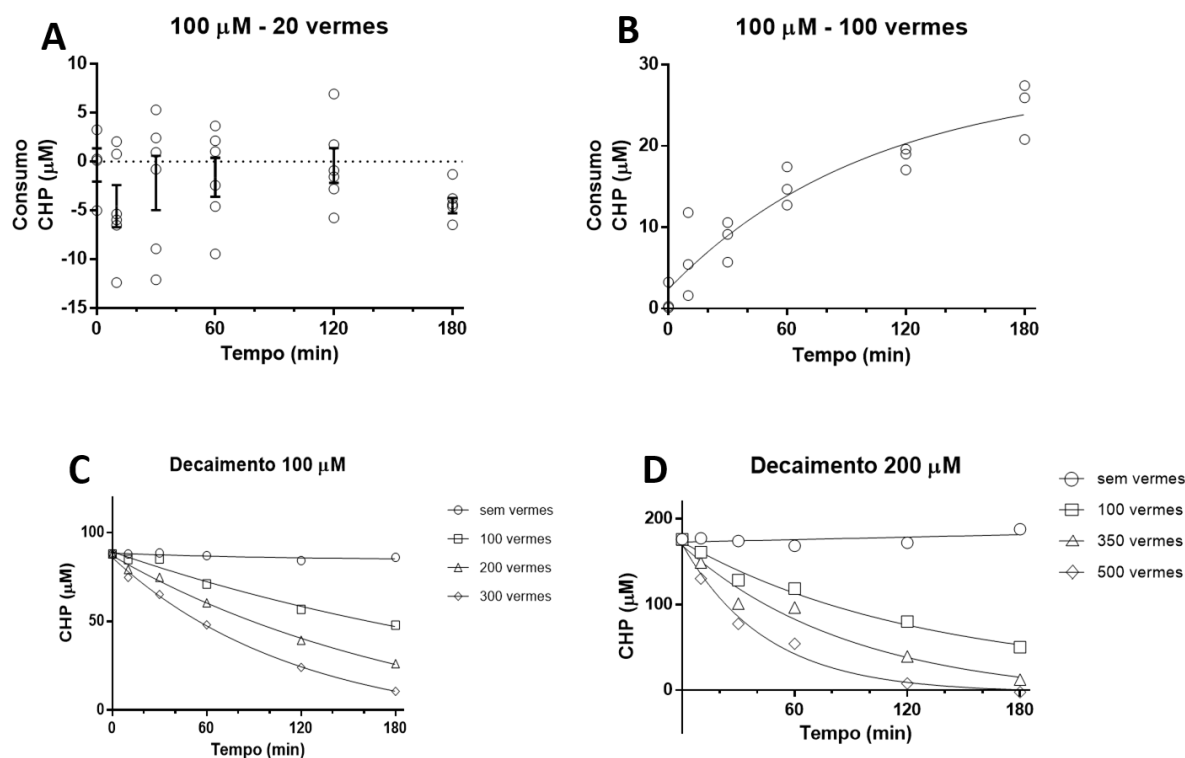 A
100 μM - 20 vermes
10
5
0
-5
-10
-15
Consumo
CHP (μM)
0
60
120
180
Tempo (min)
B
100 μM - 100 vermes
30
20
10
0
Consumo
CHP (μM)
0
60
120
180
Tempo (min)
C
Decaimento 100 μM
100
50
0
CHP (μM)
0
60
120
180
Tempo (min)
sem vermes
100 vermes
200 vermes
300 vermes
D
Decaimento 200 μM
200
100
0
CHP (μM)
60
120
180
Tempo (min)
sem vermes
100 vermes
350 vermes
500 vermes